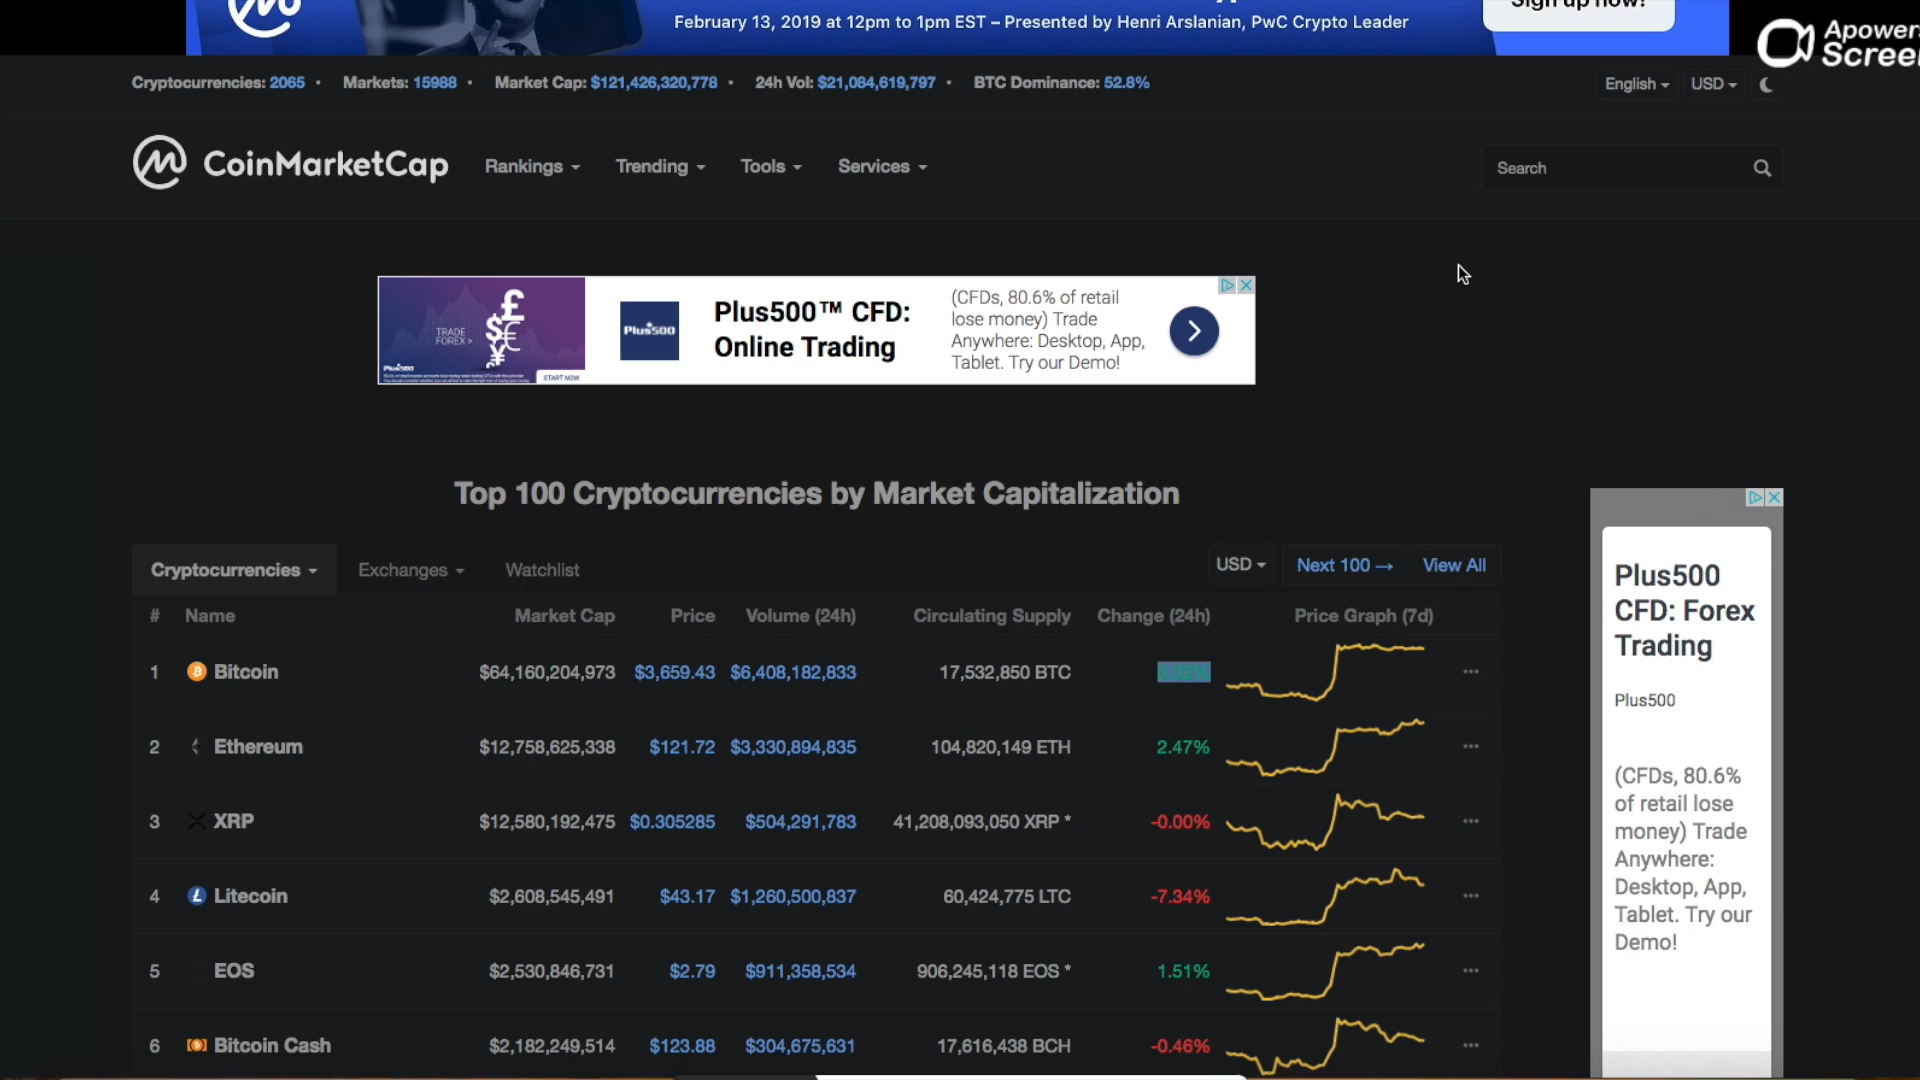 Sign up now!
February 13, 2019 at 12pm to 1pm EST – Presented by Henri Arslanian, PwC Crypto Leader
Apowers
Screen
Cryptocurrencies: 2065 • Markets: 15988 • Market Cap: $121,426,320,778 • 24h Vol: $21,084,619,797 • BTC Dominance: 52.8%
English USD
CoinMarketCap Rankings Trending Tools Services Search
TRADE
FOREX >
Plus500
START NOW
Plus500
Plus500™ CFD:
Online Trading
(CFDs, 80.6% of retail
lose money) Trade
Anywhere: Desktop, App,
Tablet. Try our Demo!
Top 100 Cryptocurrencies by Market Capitalization
Cryptocurrencies Exchanges Watchlist USD Next 100 → View All
# Name Market Cap Price Volume (24h) Circulating Supply Change (24h) Price Graph (7d)
1 Bitcoin $64,160,204,973 $3,659.43 $6,408,182,833 17,532,850 BTC
2 Ethereum $12,758,625,338 $121.72 $3,330,894,835 104,820,149 ETH 2.47%
3 XRP $12,580,192,475 $0.305285 $504,291,783 41,208,093,050 XRP * -0.00%
4 Litecoin $2,608,545,491 $43.17 $1,260,500,837 60,424,775 LTC -7.34%
5 EOS $2,530,846,731 $2.79 $911,358,534 906,245,118 EOS * 1.51%
6 Bitcoin Cash $2,182,249,514 $123.88 $304,675,631 17,616,438 BCH -0.46%
Plus500
CFD: Forex
Trading
Plus500
(CFDs, 80.6%
of retail lose
money) Trade
Anywhere:
Desktop, App,
Tablet. Try our
Demo!